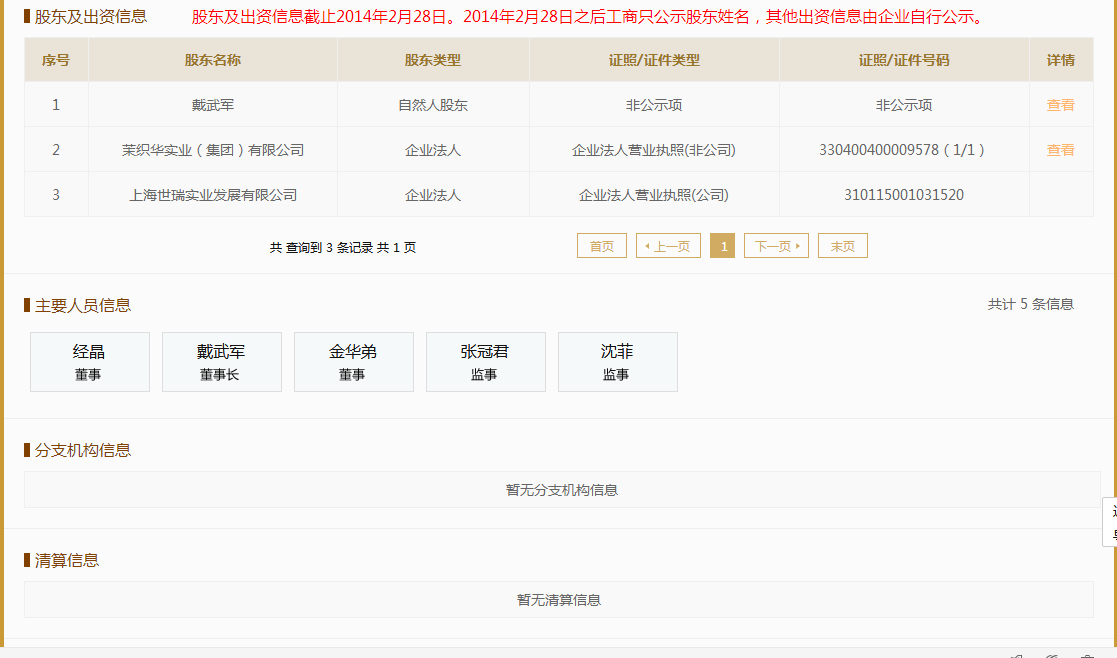 股东及出资信息 股东及出资信息截止2014年2月28日。2014年2月28日之后工商只公示股东姓名，其他出资信息由企业自行公示。
序号 股东名称 股东类型 证照/证件类型 证照/证件号码 详情
1 戴武军 自然人股东 非公示项 非公示项 查看
2 茉织华实业（集团）有限公司 企业法人 企业法人营业执照(非公司) 330400400009578（1/1） 查看
3 上海世瑞实业发展有限公司 企业法人 企业法人营业执照(公司) 310115001031520
共 查询到 3 条记录 共 1 页 首页 上一页 1 下一页 末页
主要人员信息 共计 5 条信息
经晶 戴武军 金华弟 张冠君 沈菲
董事 董事长 董事 监事 监事
分支机构信息
暂无分支机构信息
清算信息
暂无清算信息